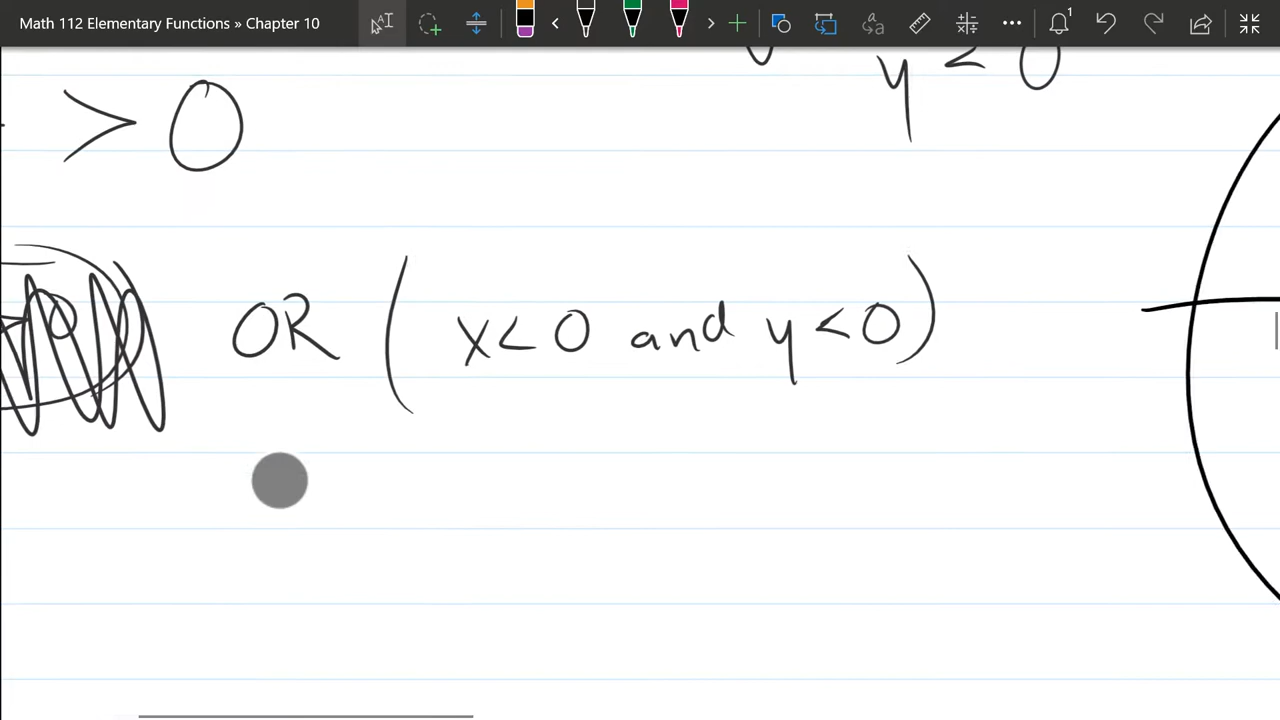 Math 112 Elementary Functions » Chapter 10
y < 0
> 0
OR ( x < 0 and y < 0 )